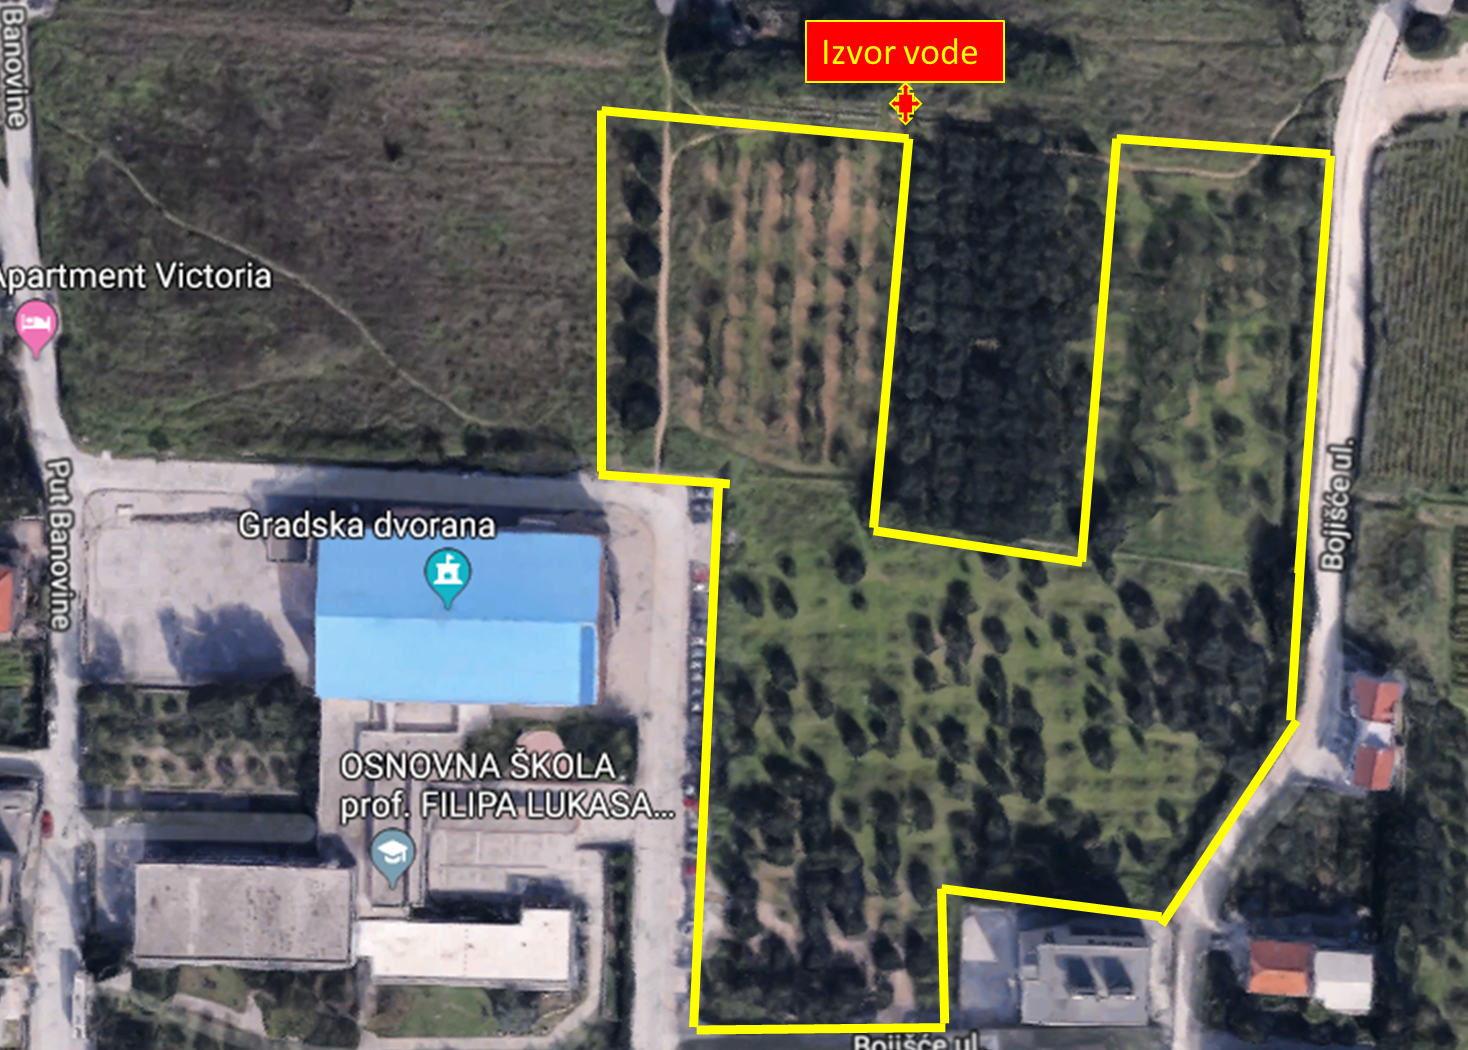 Banovine
Izvor vode
Apartment Victoria
Put Banovine
Gradska dvorana
Bojišće ul.
OSNOVNA ŠKOLA
prof. FILIPA LUKASA...
Bojišće ul.